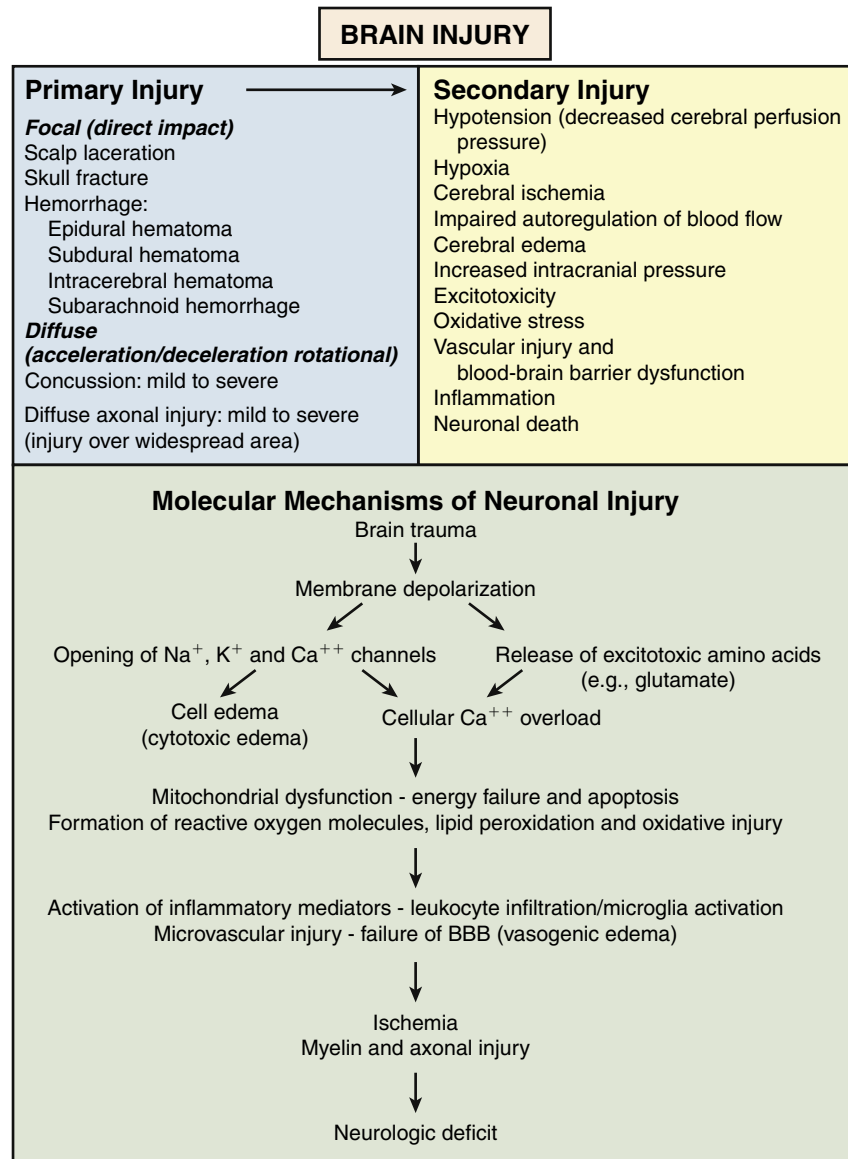 BRAIN INJURY
Primary Injury
Focal (direct impact)
Scalp laceration
Skull fracture
Hemorrhage:
Epidural hematoma
Subdural hematoma
Intracerebral hematoma
Subarachnoid hemorrhage
Diffuse
(acceleration/deceleration rotational)
Concussion: mild to severe
Diffuse axonal injury: mild to severe
(injury over widespread area)
Secondary Injury
Hypotension (decreased cerebral perfusion
pressure)
Hypoxia
Cerebral ischemia
Impaired autoregulation of blood flow
Cerebral edema
Increased intracranial pressure
Excitotoxicity
Oxidative stress
Vascular injury and
blood-brain barrier dysfunction
Inflammation
Neuronal death
Molecular Mechanisms of Neuronal Injury
Brain trauma
Membrane depolarization
Opening of Na⁺, K⁺ and Ca⁺⁺ channels
Release of excitotoxic amino acids
(e.g., glutamate)
Cell edema
(cytotoxic edema)
Cellular Ca⁺⁺ overload
Mitochondrial dysfunction - energy failure and apoptosis
Formation of reactive oxygen molecules, lipid peroxidation and oxidative injury
Activation of inflammatory mediators - leukocyte infiltration/microglia activation
Microvascular injury - failure of BBB (vasogenic edema)
Ischemia
Myelin and axonal injury
Neurologic deficit